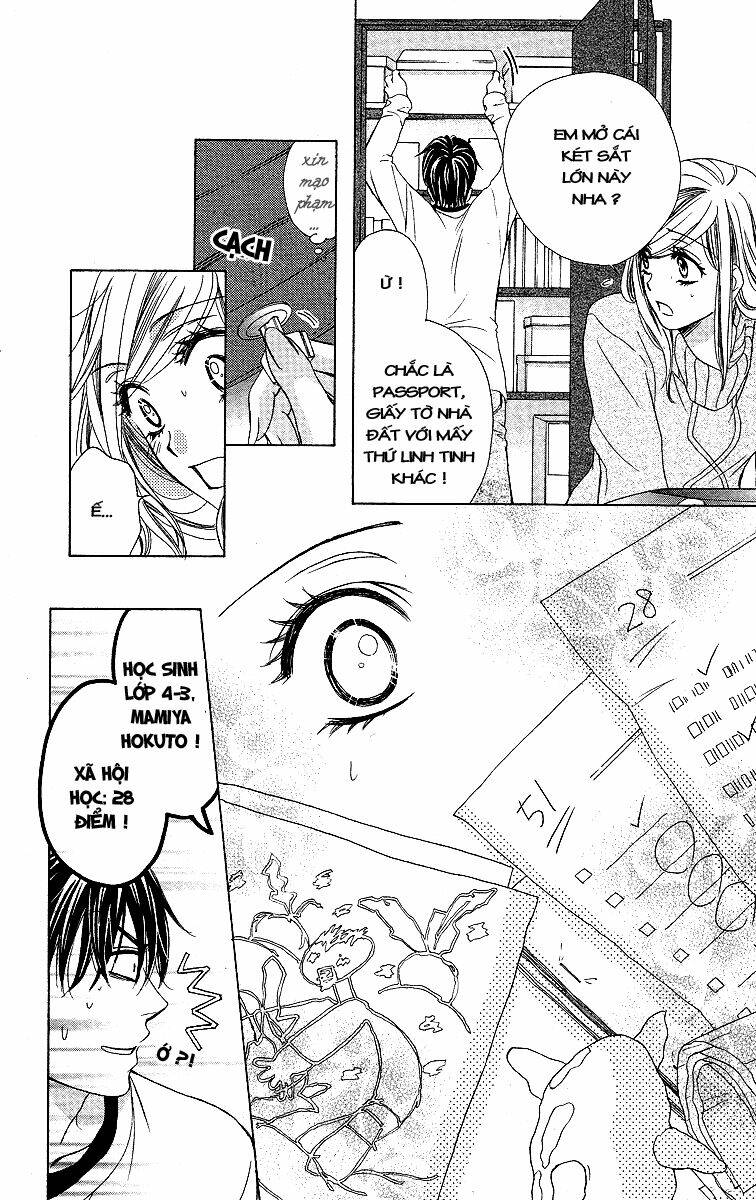 EM MỞ CÁI
KÉT SẮT
LỚN NÀY
NHA ?
Ừ !
CHẮC LÀ
PASSPORT,
GIẤY TỜ NHÀ
ĐẤT VỚI MẤY
THỨ LINH TINH
KHÁC !
xin
mạo
phạm
...
CẠCH
Ế...
28
51
HỌC SINH
LỚP 4-3,
MAMIYA
HOKUTO !
XÃ HỘI
HỌC: 28
ĐIỂM !
Ớ ?!